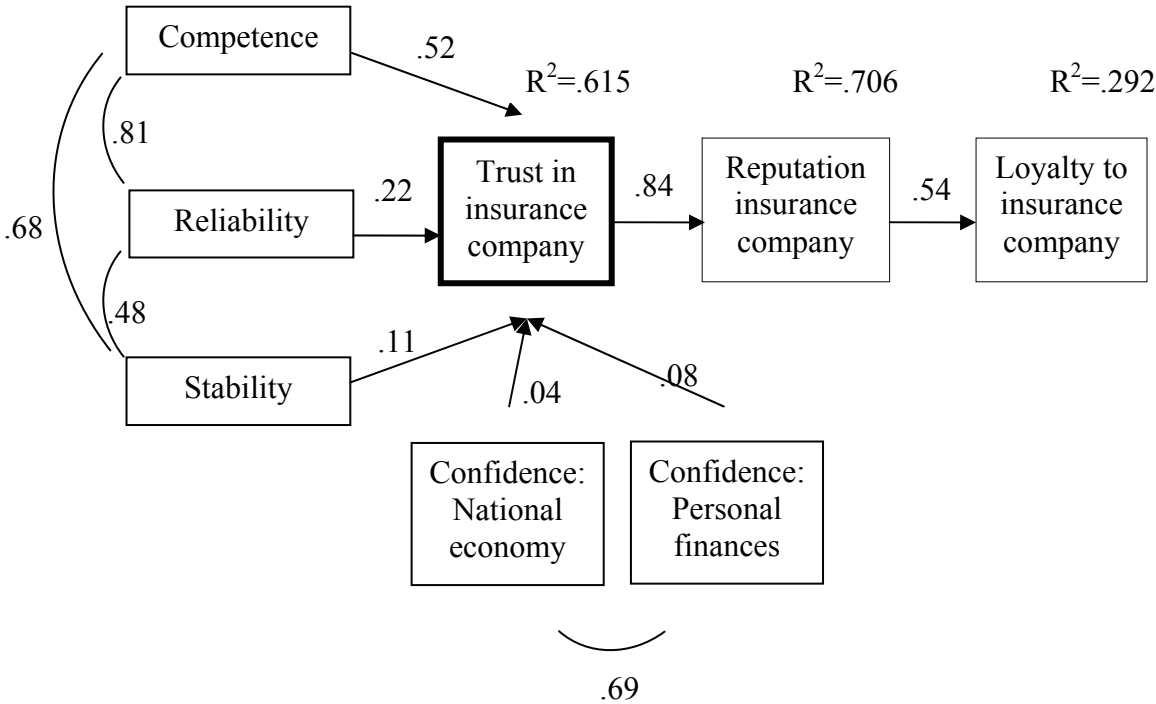 Competence
.52
R²=.615
R²=.706
R²=.292
.81
Trust in
insurance
company
Reputation
insurance
company
Loyalty to
insurance
company
.84
.54
Reliability
.22
.68
.48
Stability
.11
.04
.08
Confidence:
National
economy
Confidence:
Personal
finances
.69